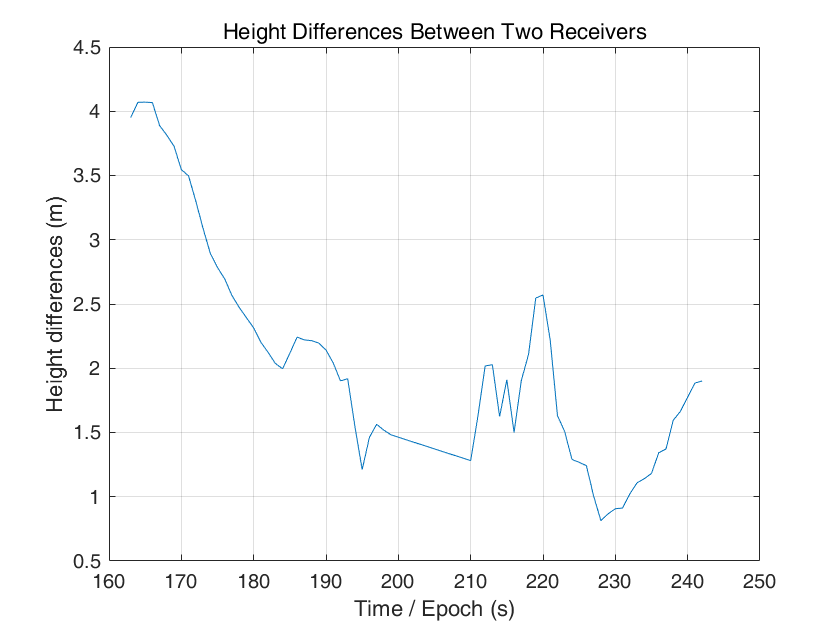 Height Differences Between Two Receivers
4.5
4
3.5
3
2.5
2
1.5
1
0.5
Height differences (m)
160 170 180 190 200 210 220 230 240 250
Time / Epoch (s)